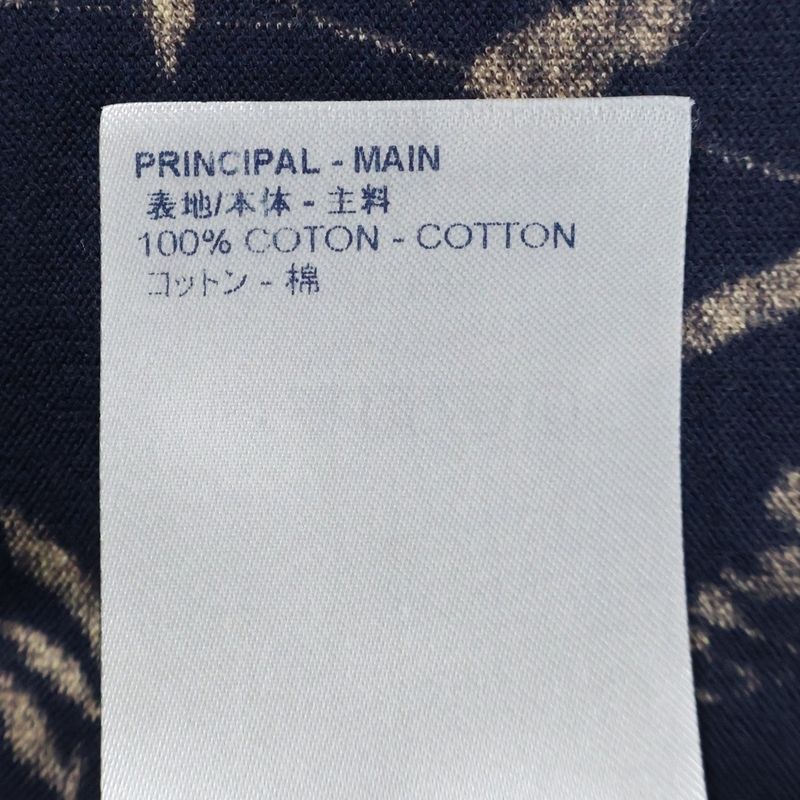 PRINCIPAL - MAIN
表地/本体 - 主料
100% COTON - COTTON
コットン - 棉